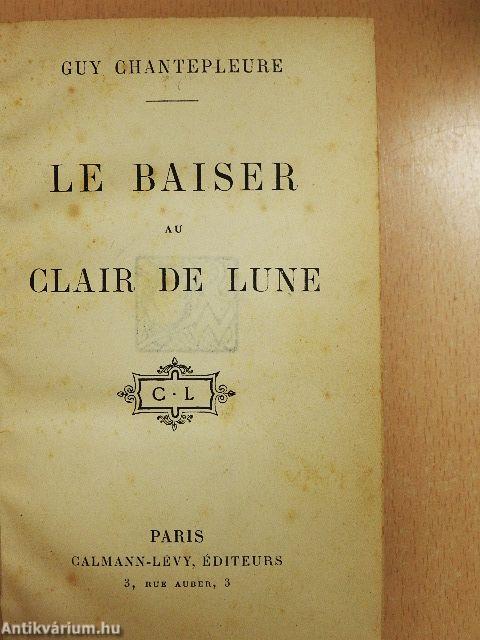 GUY CHANTEPLEURE
LE BAISER
AU
CLAIR DE LUNE
C · L
PARIS
CALMANN-LÉVY, ÉDITEURS
3, RUE AUBER, 3
Antikvárium.hu